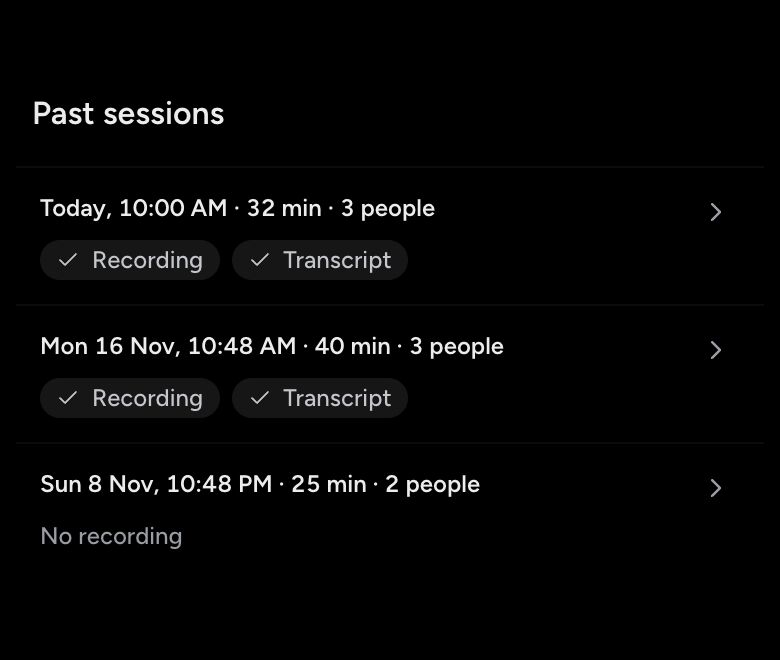 Past sessions
Today, 10:00 AM · 32 min · 3 people
Recording Transcript
Mon 16 Nov, 10:48 AM · 40 min · 3 people
Recording Transcript
Sun 8 Nov, 10:48 PM · 25 min · 2 people
No recording